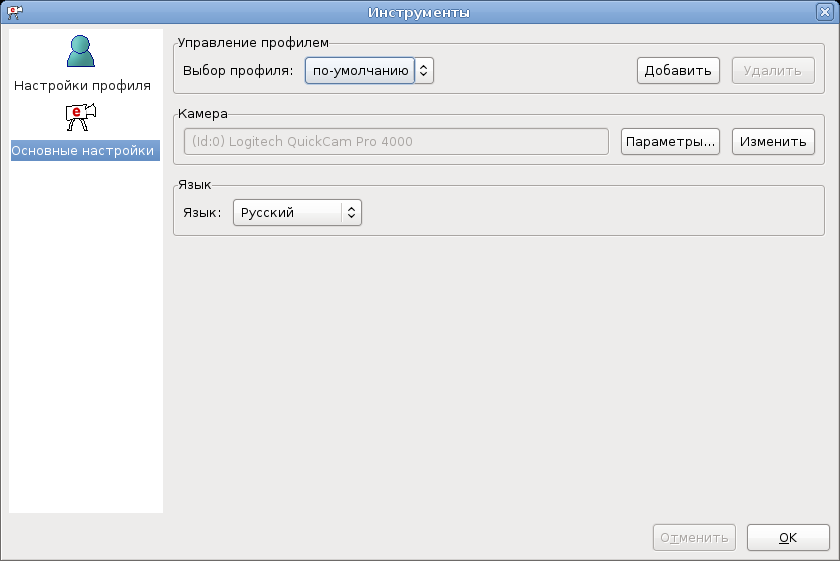 Инструменты
Настройки профиля
e
Основные настройки
Управление профилем
Выбор профиля: по-умолчанию Добавить Удалить
Камера
(Id:0) Logitech QuickCam Pro 4000 Параметры... Изменить
Язык
Язык: Русский
Отменить OK